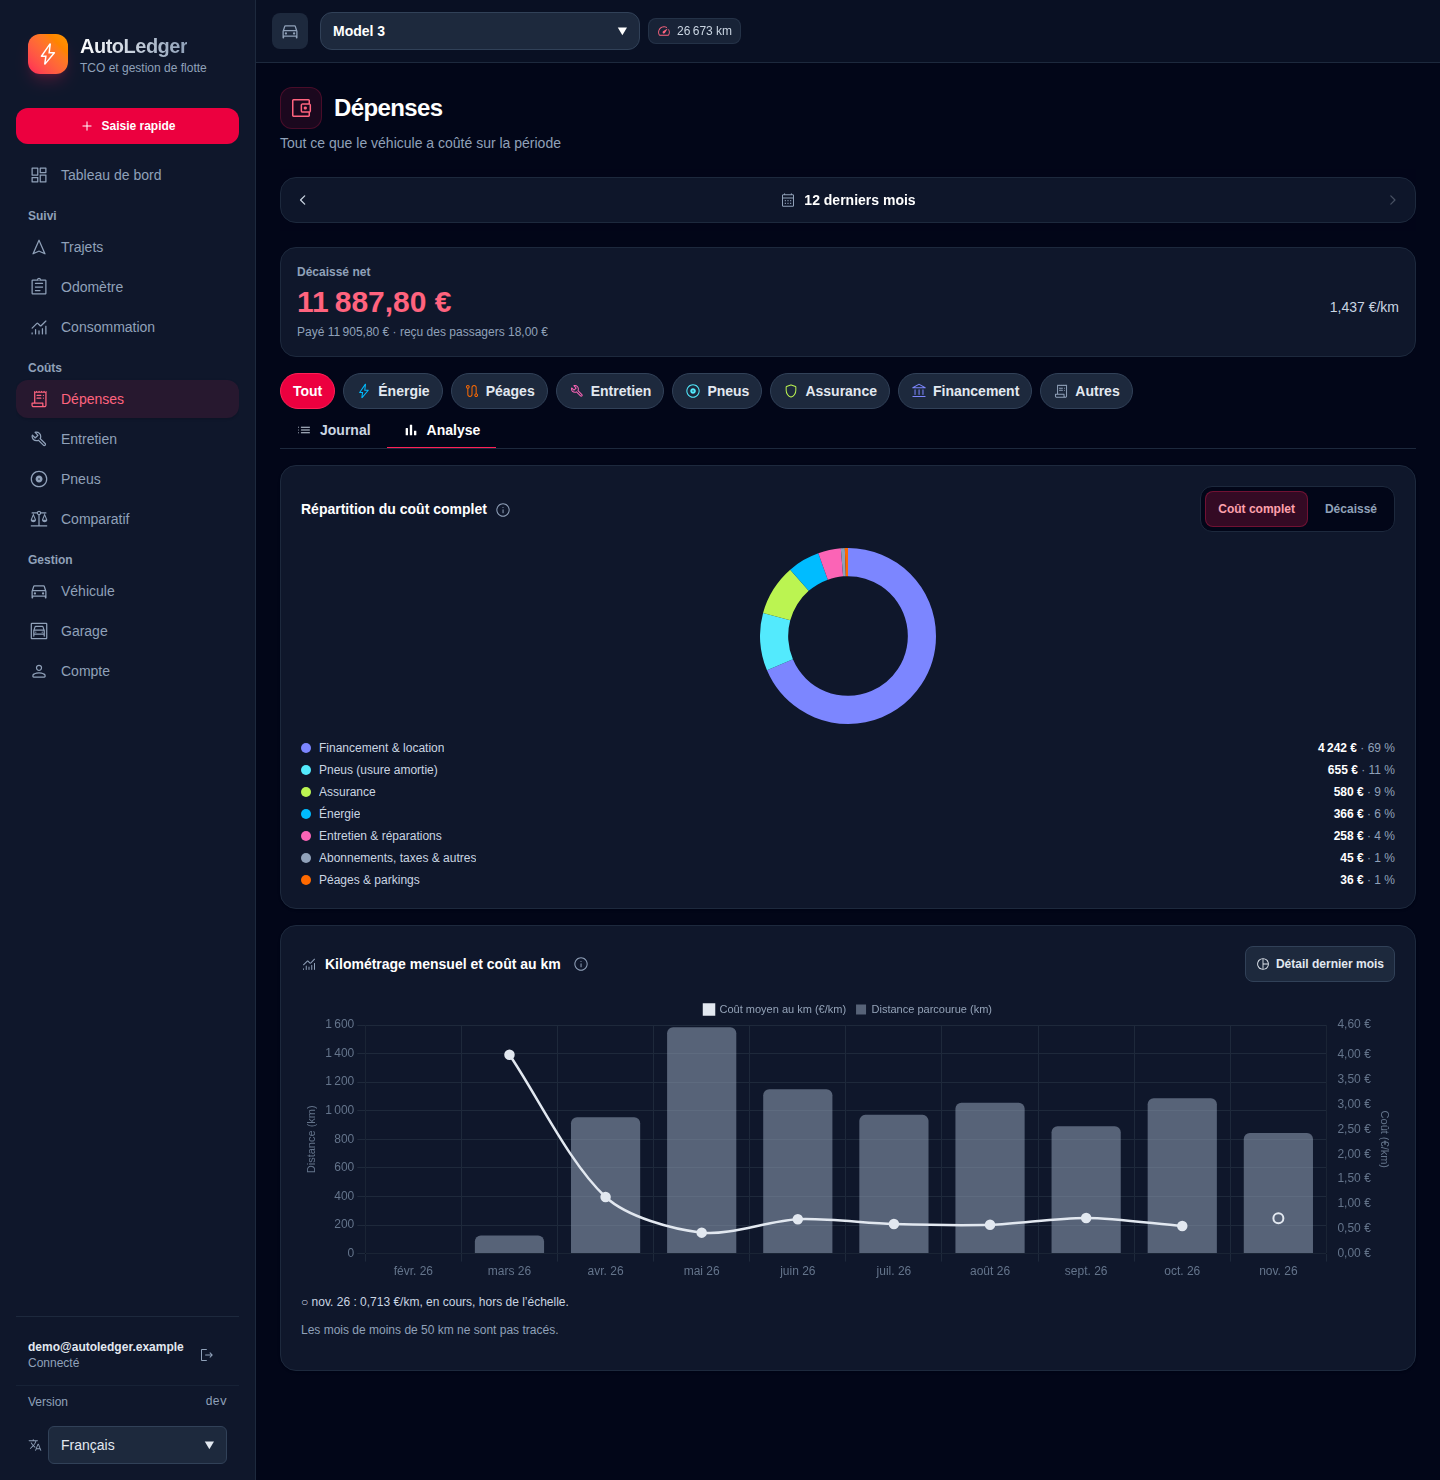 AutoLedger
TCO et gestion de flotte
Saisie rapide
Tableau de bord
Suivi
Trajets
Odomètre
Consommation
Coûts
Dépenses
Entretien
Pneus
Comparatif
Gestion
Véhicule
Garage
Compte
demo@autoledger.example
Connecté
Version dev
Français
Model 3
26 673 km
Dépenses
Tout ce que le véhicule a coûté sur la période
12 derniers mois
Décaissé net
11 887,80 €
1,437 €/km
Payé 11 905,80 € · reçu des passagers 18,00 €
Tout Énergie Péages Entretien Pneus Assurance Financement Autres
Journal Analyse
Répartition du coût complet
Coût complet Décaissé
Financement & location 4 242 € · 69 %
Pneus (usure amortie) 655 € · 11 %
Assurance 580 € · 9 %
Énergie 366 € · 6 %
Entretien & réparations 258 € · 4 %
Abonnements, taxes & autres 45 € · 1 %
Péages & parkings 36 € · 1 %
Kilométrage mensuel et coût au km
Détail dernier mois
Coût moyen au km (€/km) Distance parcourue (km)
1 600
1 400
1 200
1 000
800
600
400
200
0
Distance (km)
4,60 €
4,00 €
3,50 €
3,00 €
2,50 €
2,00 €
1,50 €
1,00 €
0,50 €
0,00 €
Coût (€/km)
févr. 26 mars 26 avr. 26 mai 26 juin 26 juil. 26 août 26 sept. 26 oct. 26 nov. 26
○ nov. 26 : 0,713 €/km, en cours, hors de l'échelle.
Les mois de moins de 50 km ne sont pas tracés.